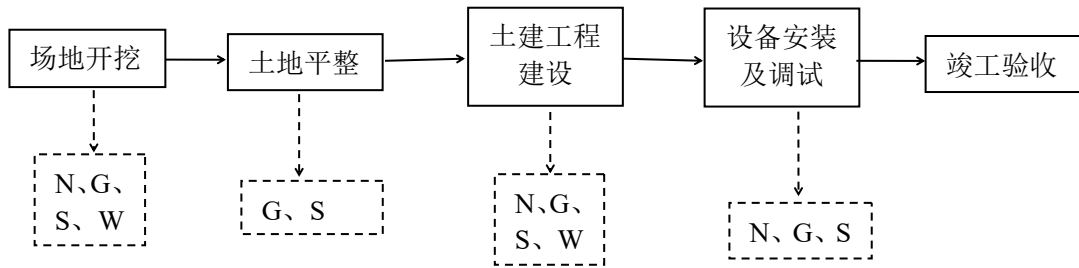 场地开挖
土地平整
土建工程
建设
设备安装
及调试
竣工验收
N、G、
S、W
G、S
N、G、
S、W
N、G、S